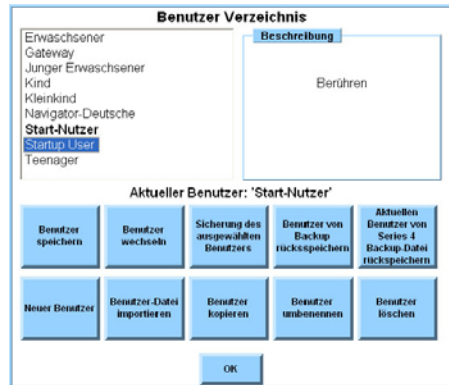 Benutzer Verzeichnis
Erwaschsener
Gateway
Junger Erwaschsener
Kind
Kleinkind
Navigator-Deutsche
Start-Nutzer
Startup User
Teenager
Beschreibung
Berühren
Aktueller Benutzer: 'Start-Nutzer'
Benutzer
speichern
Benutzer
wechseln
Sicherung des
ausgewählten
Benutzers
Benutzer von
Backup
rücksspeichern
Aktuellen
Benutzer von
Series 4
Backup-Datei
rückspeichern
Neuer Benutzer
Benutzer-Datei
importieren
Benutzer
kopieren
Benutzer
umbenennen
Benutzer
löschen
OK